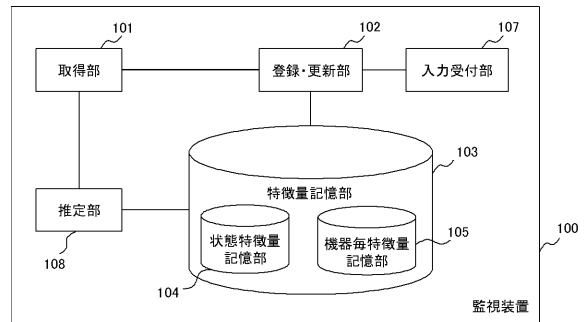 101
102
107
取得部
登録・更新部
入力受付部
103
特徴量記憶部
推定部
108
状態特徴量
記憶部
104
機器毎特徴量
記憶部
105
100
監視装置